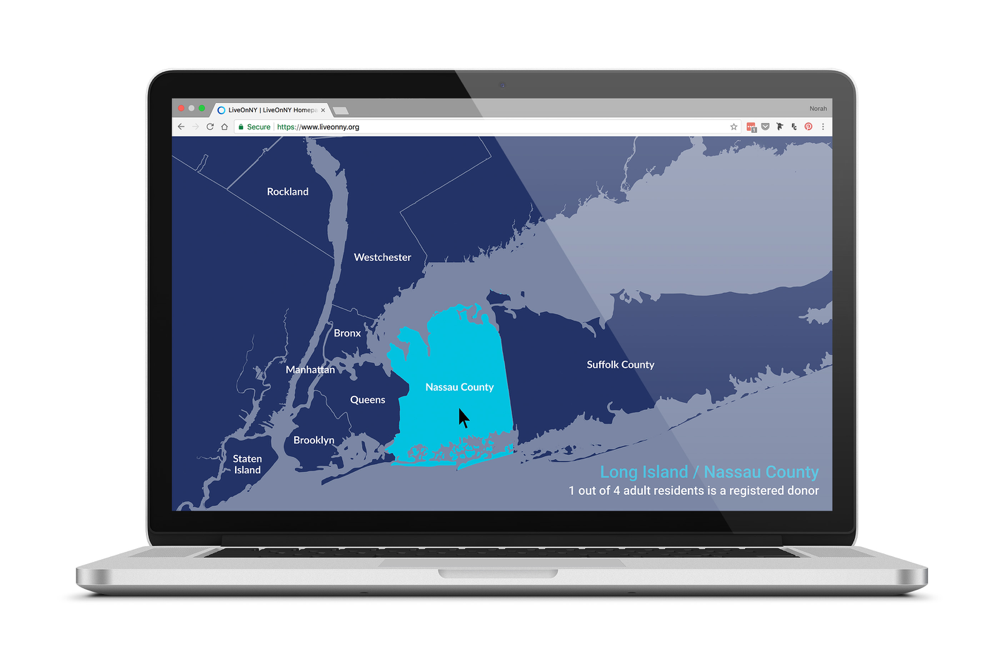 LiveOnNY | LiveOnNY Homep
Norah
Secure
https://www.liveonny.org
Rockland
Westchester
Bronx
Manhattan
Suffolk County
Nassau County
Queens
Brooklyn
Staten
Island
Long Island / Nassau County
1 out of 4 adult residents is a registered donor